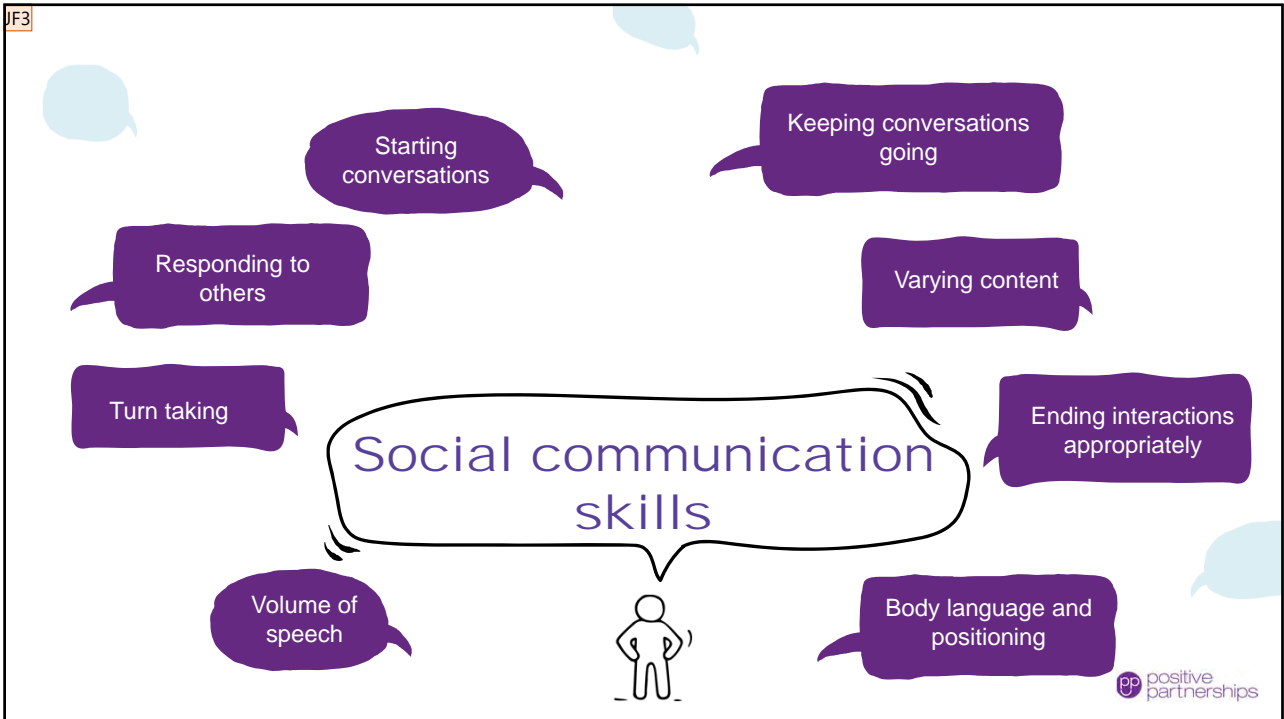 JF3
Starting
conversations
Keeping conversations
going
Responding to
others
Varying content
Turn taking
Ending interactions
appropriately
Social communication
skills
Volume of
speech
Body language and
positioning
pp
positive
partnerships